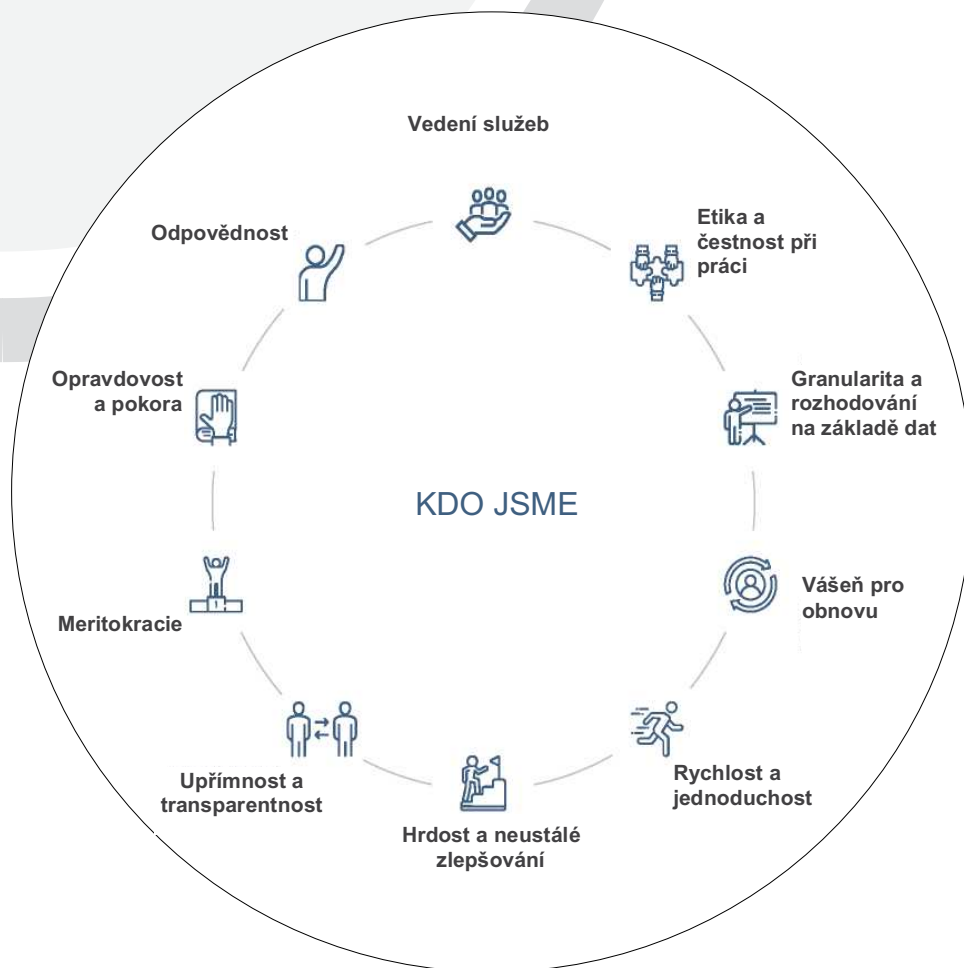 Vedení služeb
Etika a
čestnost při
práci
Granularita a
rozhodování
na základě dat
Vášeň pro
obnovu
Rychlost a
jednoduchost
Hrdost a neustálé
zlepšování
Upřímnost a
transparentnost
Meritokracie
Opravdovost
a pokora
Odpovědnost
KDO JSME
1